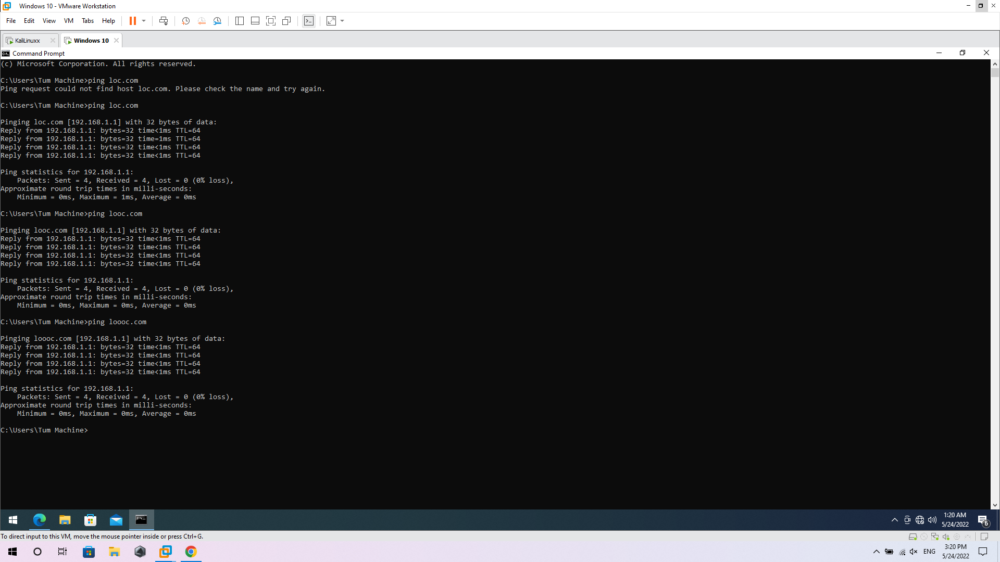 Windows 10 - VMware Workstation
File Edit View VM Tabs Help
KaliLinuxx Windows 10
Command Prompt
(c) Microsoft Corporation. All rights reserved.
C:\Users\Tum Machine>ping loc.com
Ping request could not find host loc.com. Please check the name and try again.
C:\Users\Tum Machine>ping loc.com
Pinging loc.com [192.168.1.1] with 32 bytes of data:
Reply from 192.168.1.1: bytes=32 time<1ms TTL=64
Reply from 192.168.1.1: bytes=32 time=1ms TTL=64
Reply from 192.168.1.1: bytes=32 time<1ms TTL=64
Reply from 192.168.1.1: bytes=32 time<1ms TTL=64
Ping statistics for 192.168.1.1:
Packets: Sent = 4, Received = 4, Lost = 0 (0% loss),
Approximate round trip times in milli-seconds:
Minimum = 0ms, Maximum = 1ms, Average = 0ms
C:\Users\Tum Machine>ping looc.com
Pinging looc.com [192.168.1.1] with 32 bytes of data:
Reply from 192.168.1.1: bytes=32 time<1ms TTL=64
Reply from 192.168.1.1: bytes=32 time<1ms TTL=64
Reply from 192.168.1.1: bytes=32 time<1ms TTL=64
Reply from 192.168.1.1: bytes=32 time<1ms TTL=64
Ping statistics for 192.168.1.1:
Packets: Sent = 4, Received = 4, Lost = 0 (0% loss),
Approximate round trip times in milli-seconds:
Minimum = 0ms, Maximum = 0ms, Average = 0ms
C:\Users\Tum Machine>ping loooc.com
Pinging loooc.com [192.168.1.1] with 32 bytes of data:
Reply from 192.168.1.1: bytes=32 time<1ms TTL=64
Reply from 192.168.1.1: bytes=32 time<1ms TTL=64
Reply from 192.168.1.1: bytes=32 time<1ms TTL=64
Reply from 192.168.1.1: bytes=32 time<1ms TTL=64
Ping statistics for 192.168.1.1:
Packets: Sent = 4, Received = 4, Lost = 0 (0% loss),
Approximate round trip times in milli-seconds:
Minimum = 0ms, Maximum = 0ms, Average = 0ms
C:\Users\Tum Machine>
1:20 AM
5/24/2022
6
To direct input to this VM, move the mouse pointer inside or press Ctrl+G.
ENG
3:20 PM
5/24/2022